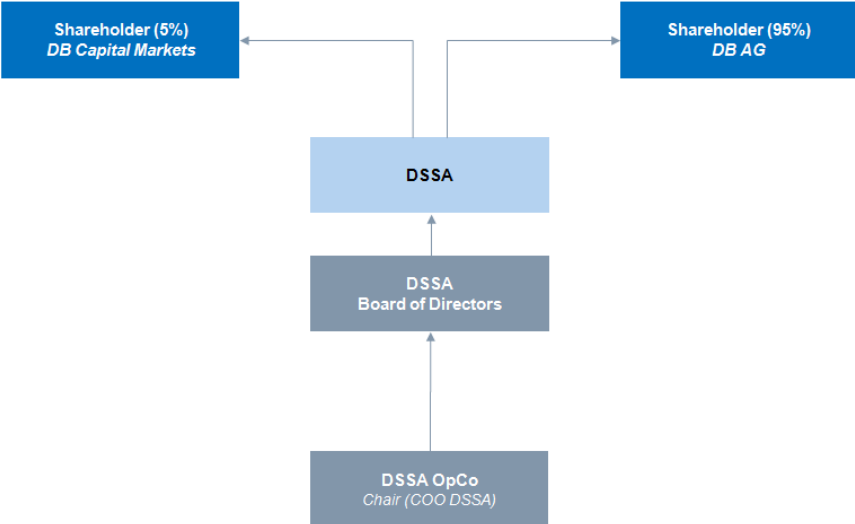 Shareholder (5%)
DB Capital Markets
Shareholder (95%)
DB AG
DSSA
DSSA
Board of Directors
DSSA OpCo
Chair (COO DSSA)